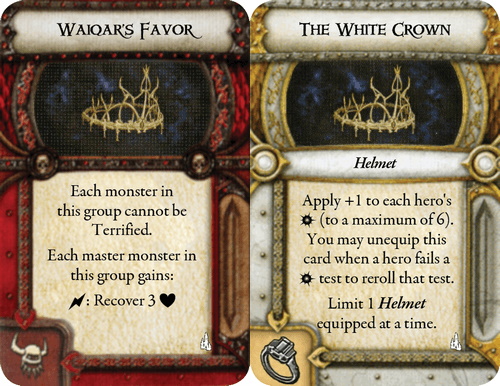 Waiqar's Favor
Each monster in
this group cannot be
Terrified.
Each master monster in
this group gains:
: Recover 3
The White Crown
Helmet
Apply +1 to each hero's
(to a maximum of 6).
You may unequip this
card when a hero fails a
test to reroll that test.
Limit 1 Helmet
equipped at a time.